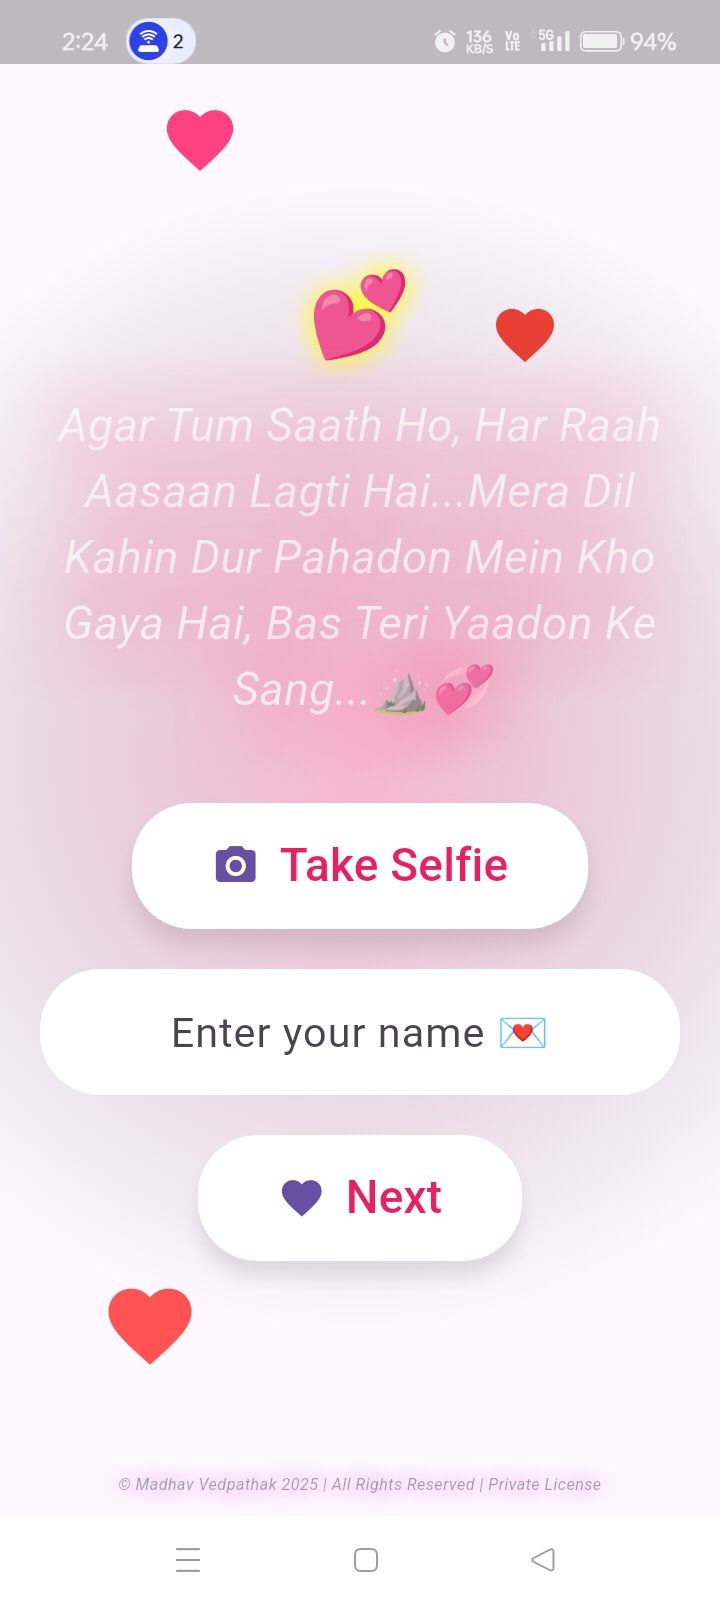 2:24 2 136 KB/S Vo LTE 5G 94%
Agar Tum Saath Ho, Har Raah
Aasaan Lagti Hai...Mera Dil
Kahin Dur Pahadon Mein Kho
Gaya Hai, Bas Teri Yaadon Ke
Sang...⛰️💞
Take Selfie
Enter your name 💌
Next
© Madhav Vedpathak 2025 | All Rights Reserved | Private License